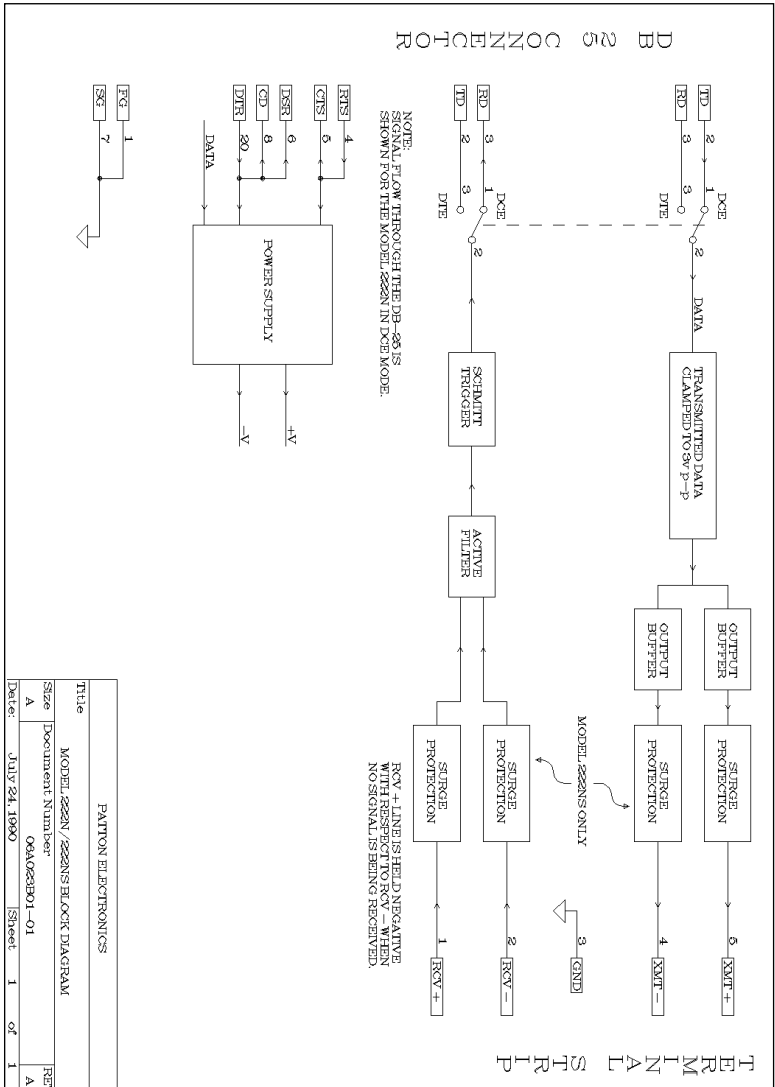 DB 25 CONNECTOR
TERMINAL STRIP
TD
2
1
DCE
2
DATA
TRANSMITTED DATA
CLAMPED TO 3v p-p
OUTPUT
BUFFER
SURGE
PROTECTION
5
XMT +
RD
3
3
DTE
OUTPUT
BUFFER
SURGE
PROTECTION
4
XMT -
MODEL 222NS ONLY
3
GND
RD
3
1
DCE
2
SCHMITT
TRIGGER
ACTIVE
FILTER
SURGE
PROTECTION
2
RCV -
TD
2
3
DTE
SURGE
PROTECTION
1
RCV +
NOTE:
SIGNAL FLOW THROUGH THE DB-25 IS
SHOWN FOR THE MODEL 222N IN DCE MODE.
RCV + LINE IS HELD NEGATIVE
WITH RESPECT TO RCV - WHEN
NO SIGNAL IS BEING RECEIVED.
RTS
4
CTS
5
DSR
6
CD
8
DTR
20
DATA
POWER SUPPLY
+V
-V
FG
1
SG
7
PATTON ELECTRONICS
Title
MODEL 222N/222NS BLOCK DIAGRAM
Size
Document Number
RE
A
06A023B01-01
A
Date:
July 24, 1990
Sheet
1
of
1